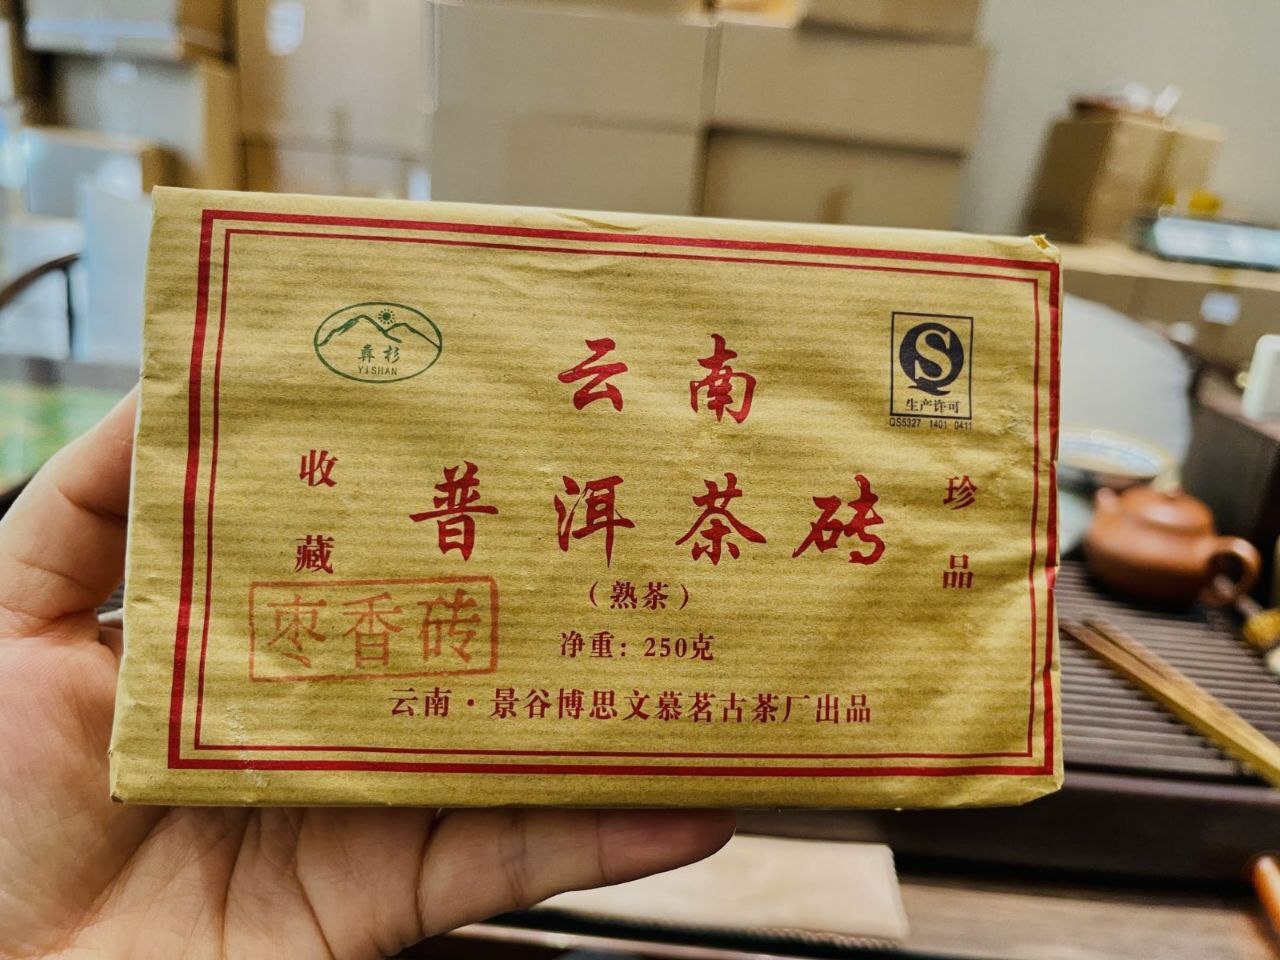 彝杉
YI SHAN
云南
生产许可
QS5327 1401 0411
收藏
普洱茶砖
珍品
（熟茶）
枣香砖
净重：250克
云南·景谷博思文慕茗古茶厂出品